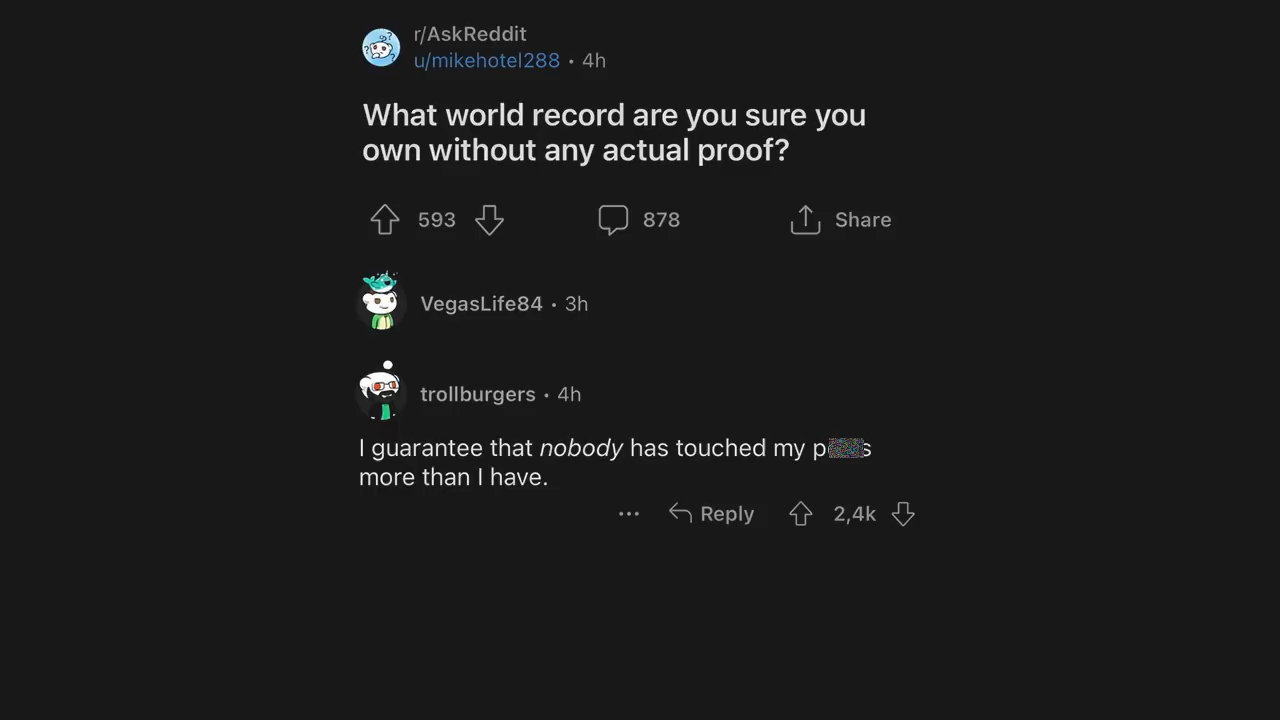 r/AskReddit
u/mikehotel288 • 4h
What world record are you sure you
own without any actual proof?
593
878
Share
VegasLife84 • 3h
trollburgers • 4h
I guarantee that nobody has touched my
more than I have.
... Reply 2,4k